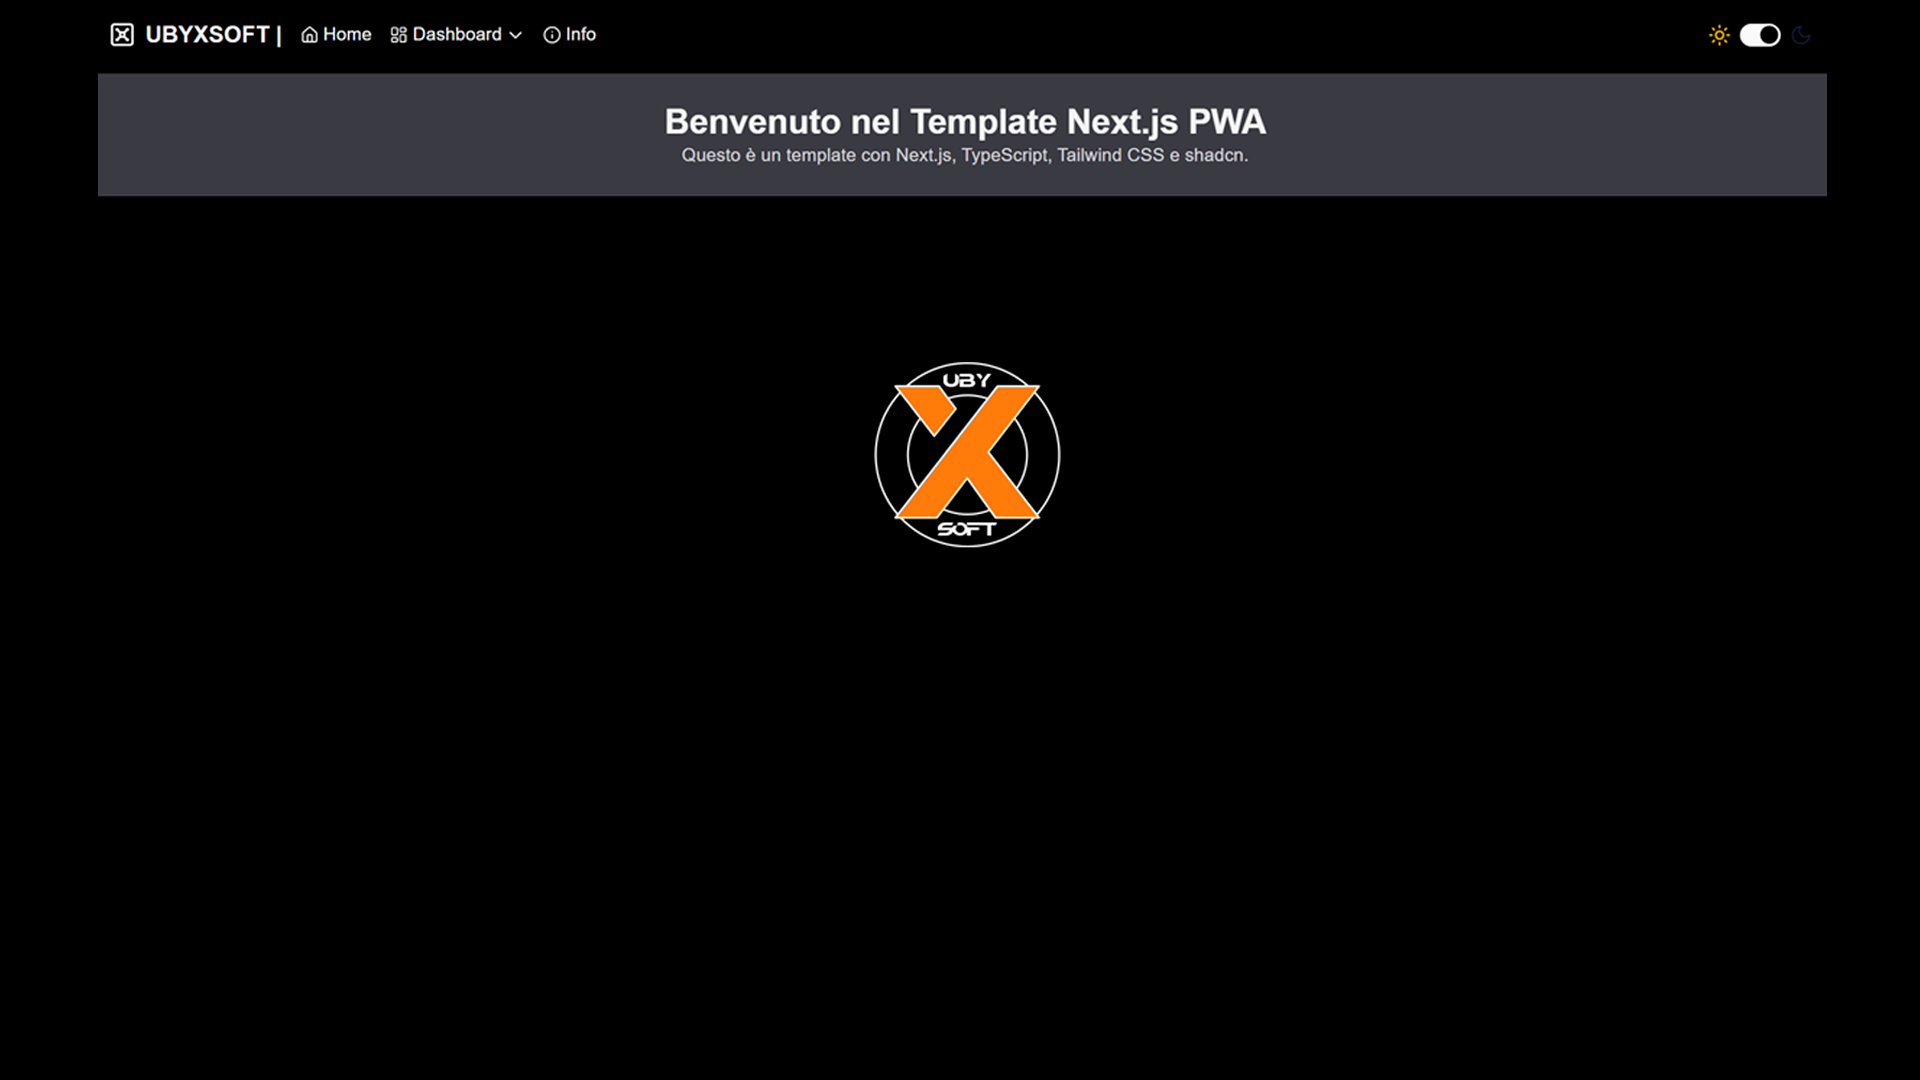 UBYXSOFT | Home Dashboard Info
Benvenuto nel Template Next.js PWA
Questo è un template con Next.js, TypeScript, Tailwind CSS e shadcn.
UBY
X
SOFT